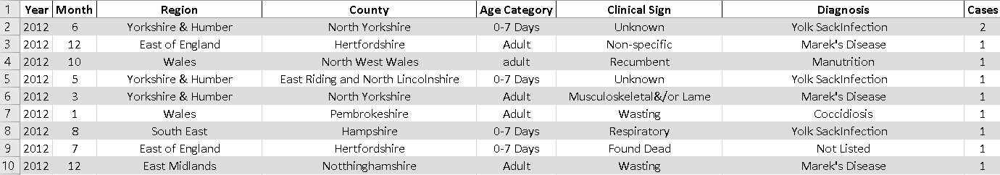 1 Year Month Region County Age Category Clinical Sign Diagnosis Cases
2 2012 6 Yorkshire & Humber North Yorkshire 0-7 Days Unknown Yolk SackInfection 2
3 2012 12 East of England Hertfordshire Adult Non-specific Marek's Disease 1
4 2012 10 Wales North West Wales adult Recumbent Manutrition 1
5 2012 5 Yorkshire & Humber East Riding and North Lincolnshire 0-7 Days Unknown Yolk SackInfection 1
6 2012 3 Yorkshire & Humber North Yorkshire Adult Musculoskeletal&/or Lame Marek's Disease 1
7 2012 1 Wales Pembrokeshire Adult Wasting Coccidiosis 1
8 2012 8 South East Hampshire 0-7 Days Respiratory Yolk SackInfection 1
9 2012 7 East of England Hertfordshire 0-7 Days Found Dead Not Listed 1
10 2012 12 East Midlands Notthinghamshire Adult Wasting Marek's Disease 1